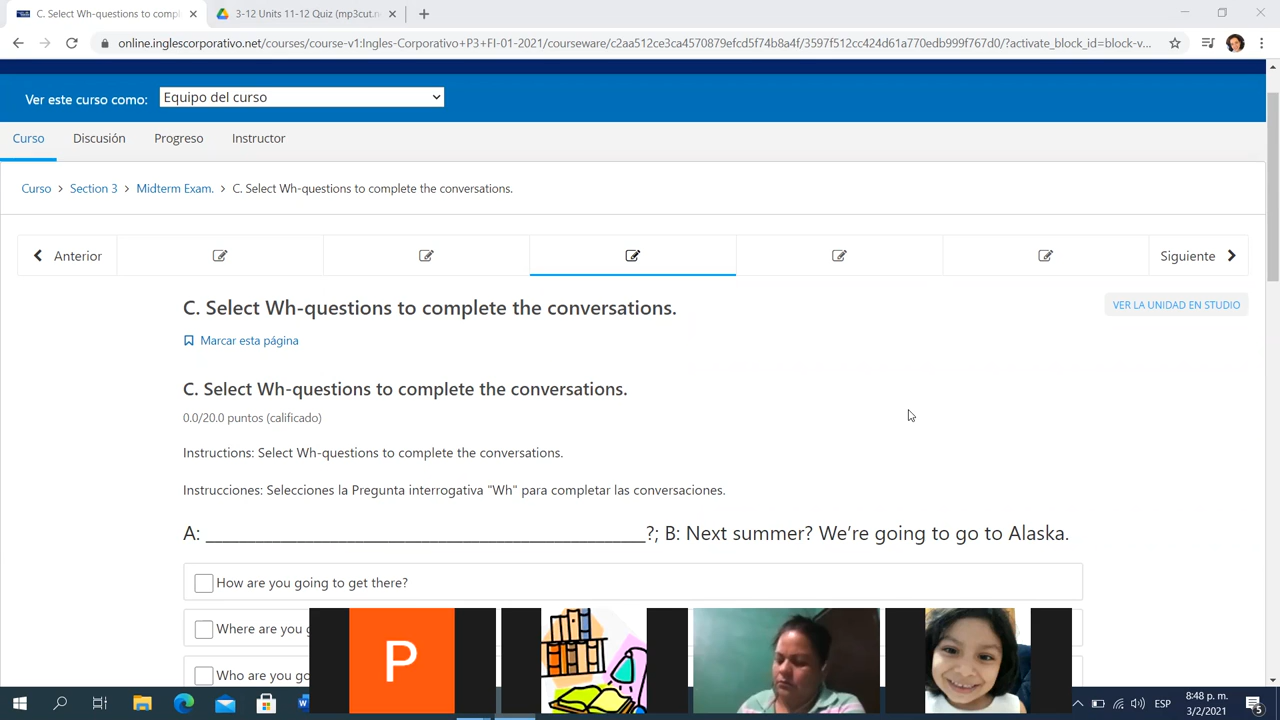 C. Select Wh-questions to compl
3-12 Units 11-12 Quiz (mp3cut.n
online.inglescorporativo.net/courses/course-v1:Ingles-Corporativo+P3+FI-01-2021/courseware/c2aa512ce3ca4570879efcd5f74b8a4f/3597f512cc424d61a770edb999f767d0/?activate_block_id=block-v...
Ver este curso como: Equipo del curso
Curso Discusión Progreso Instructor
Curso > Section 3 > Midterm Exam. > C. Select Wh-questions to complete the conversations.
Anterior Siguiente
C. Select Wh-questions to complete the conversations.
VER LA UNIDAD EN STUDIO
Marcar esta página
C. Select Wh-questions to complete the conversations.
0.0/20.0 puntos (calificado)
Instructions: Select Wh-questions to complete the conversations.
Instrucciones: Selecciones la Pregunta interrogativa "Wh" para completar las conversaciones.
A: ____________________________________________?; B: Next summer? We're going to go to Alaska.
How are you going to get there?
Where are you g
Who are you go
P
8:48 p. m.
ESP
3/2/2021
5